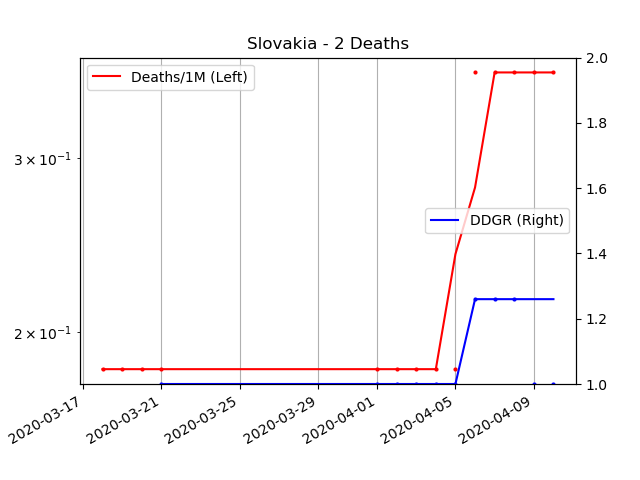 Slovakia - 2 Deaths
Deaths/1M (Left)
DDGR (Right)
3 × 10⁻¹
2 × 10⁻¹
2.0
1.8
1.6
1.4
1.2
1.0
2020-03-17
2020-03-21
2020-03-25
2020-03-29
2020-04-01
2020-04-05
2020-04-09